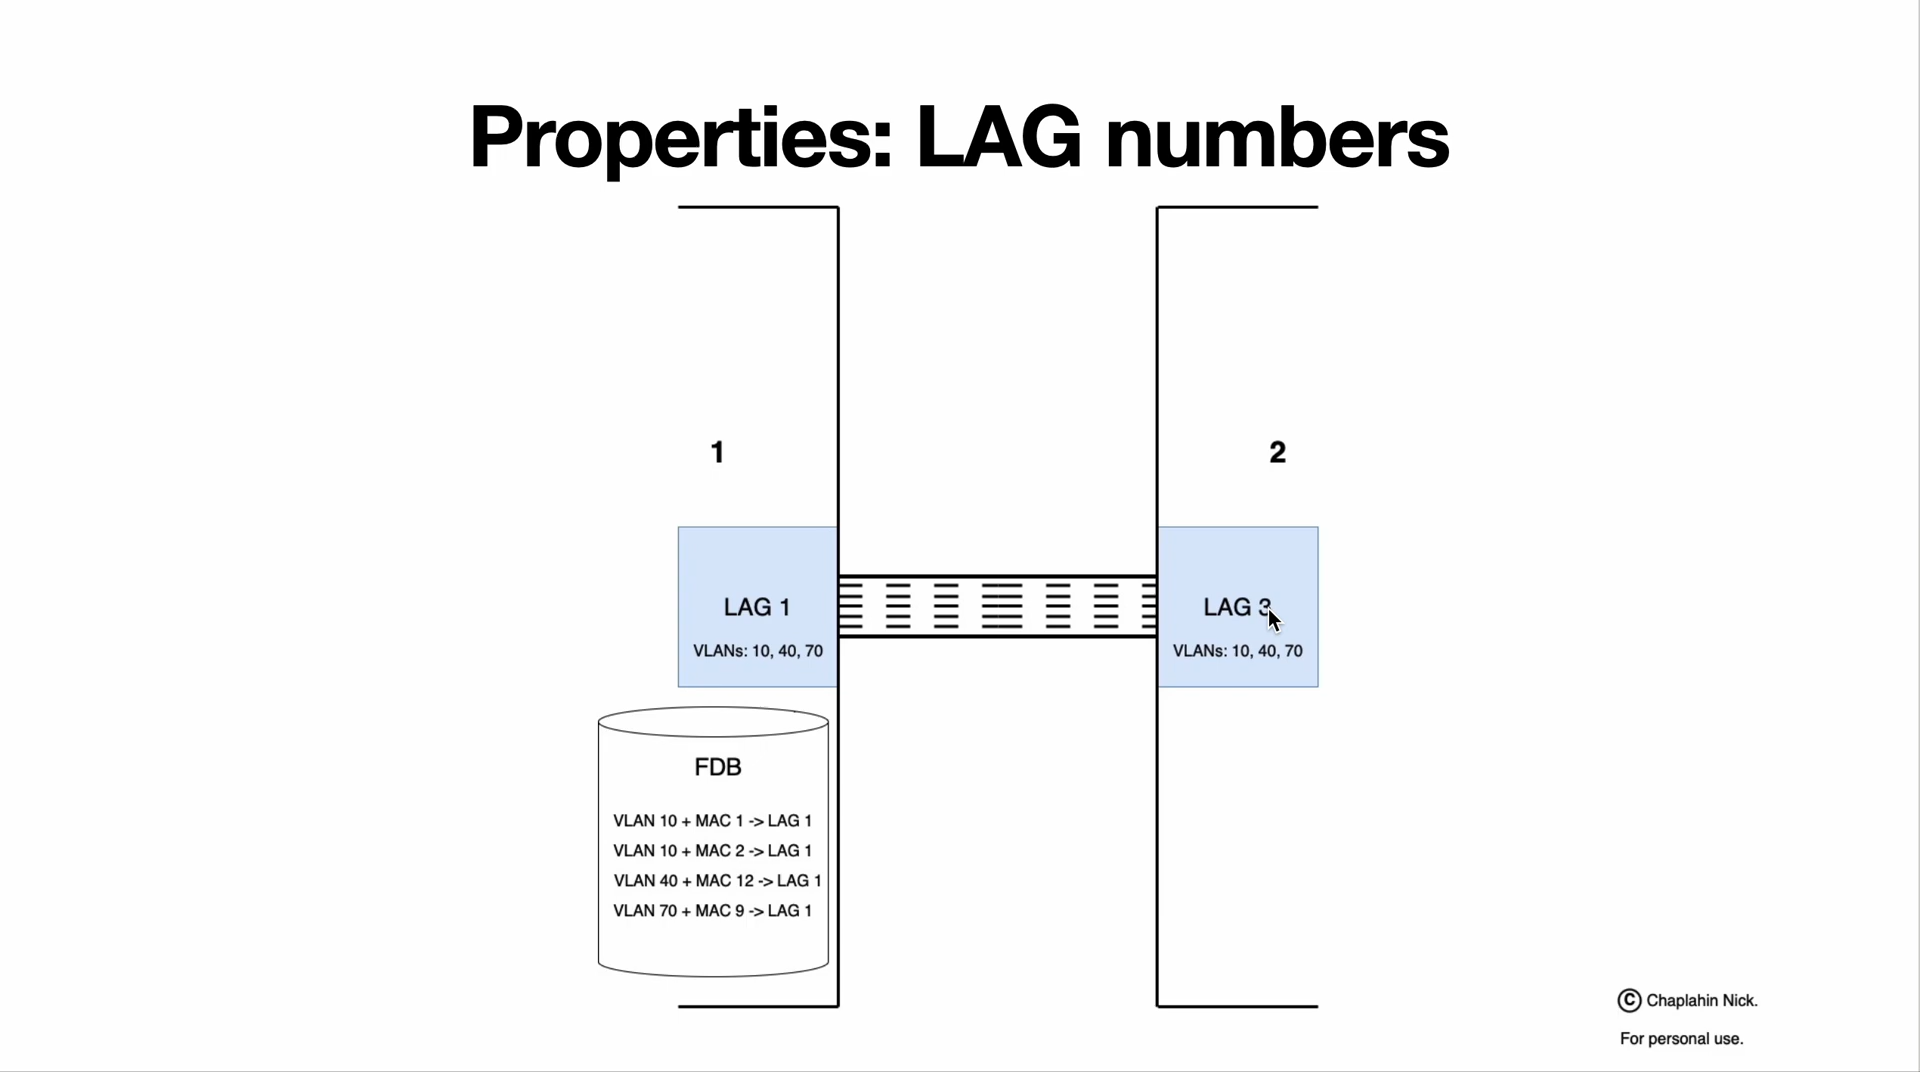 Properties: LAG numbers
1
2
LAG 1
VLANs: 10, 40, 70
LAG 3
VLANs: 10, 40, 70
FDB
VLAN 10 + MAC 1 -> LAG 1
VLAN 10 + MAC 2 -> LAG 1
VLAN 40 + MAC 12 -> LAG 1
VLAN 70 + MAC 9 -> LAG 1
© Chaplahin Nick.
For personal use.